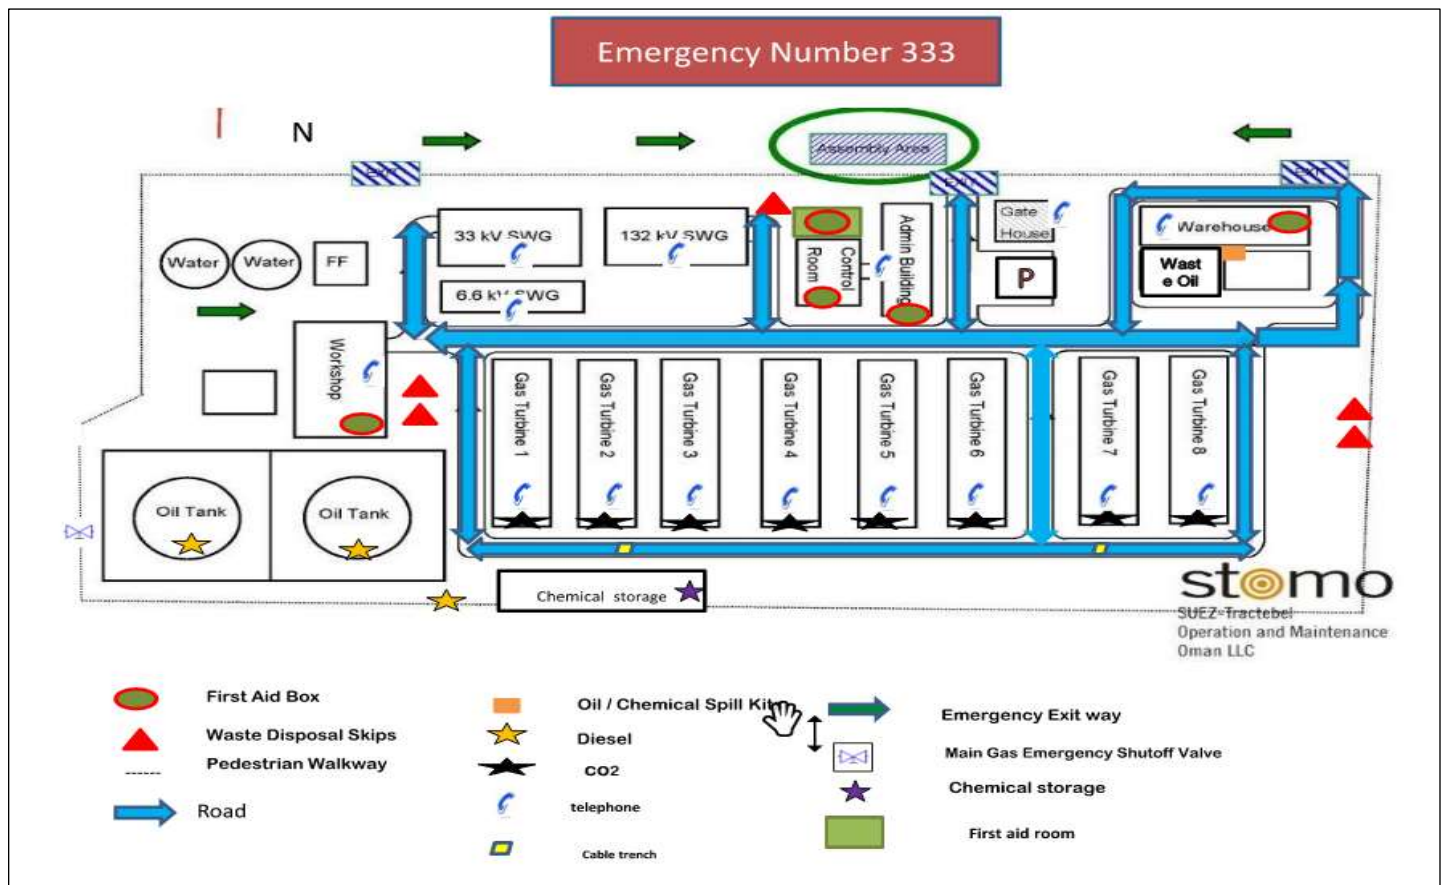 Emergency Number 333
N
Assembly Area
EXIT
EXIT
EXIT
33 kV SWG
132 kV SWG
6.6 kV SWG
Water
Water
FF
Control
Room
Admin Building
Gate
House
P
Warehouse
Wast
e Oil
Workshop
Gas Turbine 1
Gas Turbine 2
Gas Turbine 3
Gas Turbine 4
Gas Turbine 5
Gas Turbine 6
Gas Turbine 7
Gas Turbine 8
Oil Tank
Oil Tank
Chemical storage
stomo
SUEZ-Tractebel
Operation and Maintenance
Oman LLC
First Aid Box
Waste Disposal Skips
Pedestrian Walkway
Road
Oil / Chemical Spill Kit
Diesel
CO2
telephone
Cable trench
Emergency Exit way
Main Gas Emergency Shutoff Valve
Chemical storage
First aid room